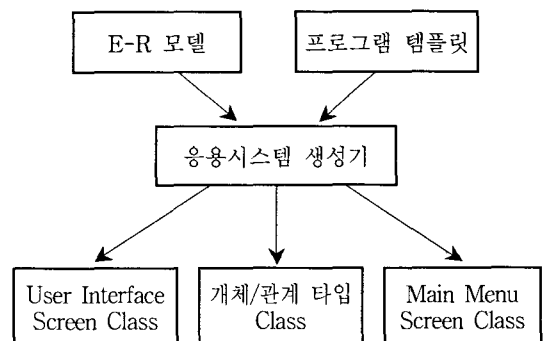 E-R 모델
프로그램 템플릿
응용시스템 생성기
User Interface
Screen Class
개체/관계 타입
Class
Main Menu
Screen Class